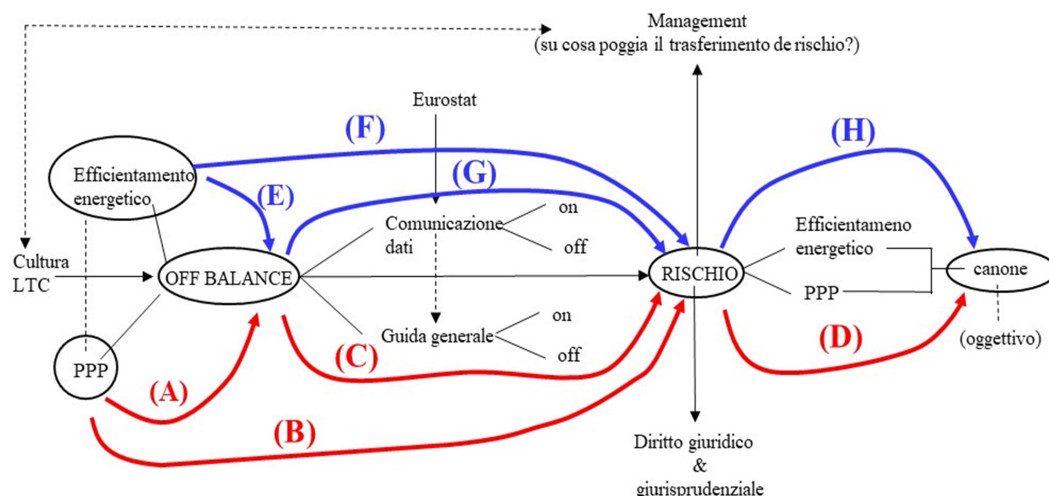 Management
(su cosa poggia il trasferimento de rischio?)
Eurostat
(F)
(H)
Efficientamento
energetico
(G)
(E)
Comunicazione
dati
on
off
Efficientameno
energetico
Cultura
LTC
OFF BALANCE
RISCHIO
canone
PPP
Guida generale
on
off
(oggettivo)
PPP
(A)
(C)
(D)
(B)
Diritto giuridico
&
giurisprudenziale